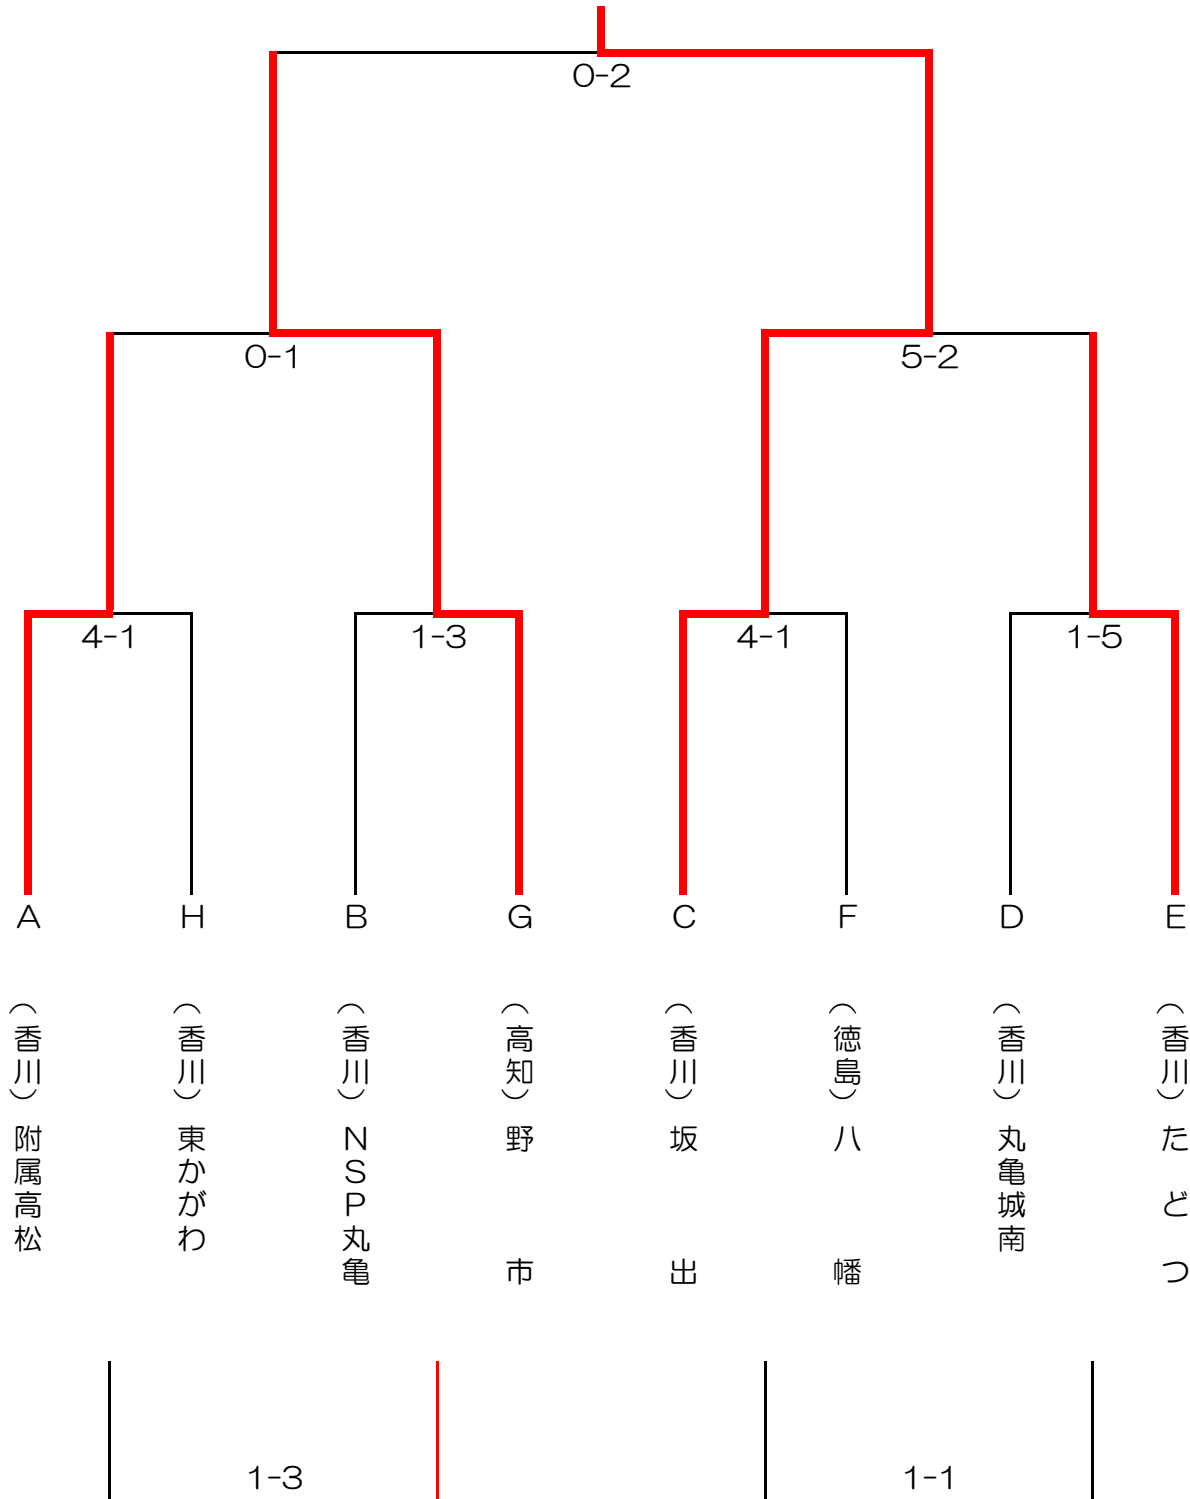 0-2
0-1
5-2
4-1
1-3
4-1
1-5
A
H
B
G
C
F
D
E
（香川）附属高松
（香川）東かがわ
（香川）NSP丸亀
（高知）野市
（香川）坂出
（徳島）八幡
（香川）丸亀城南
（香川）たどつ
1-3
1-1